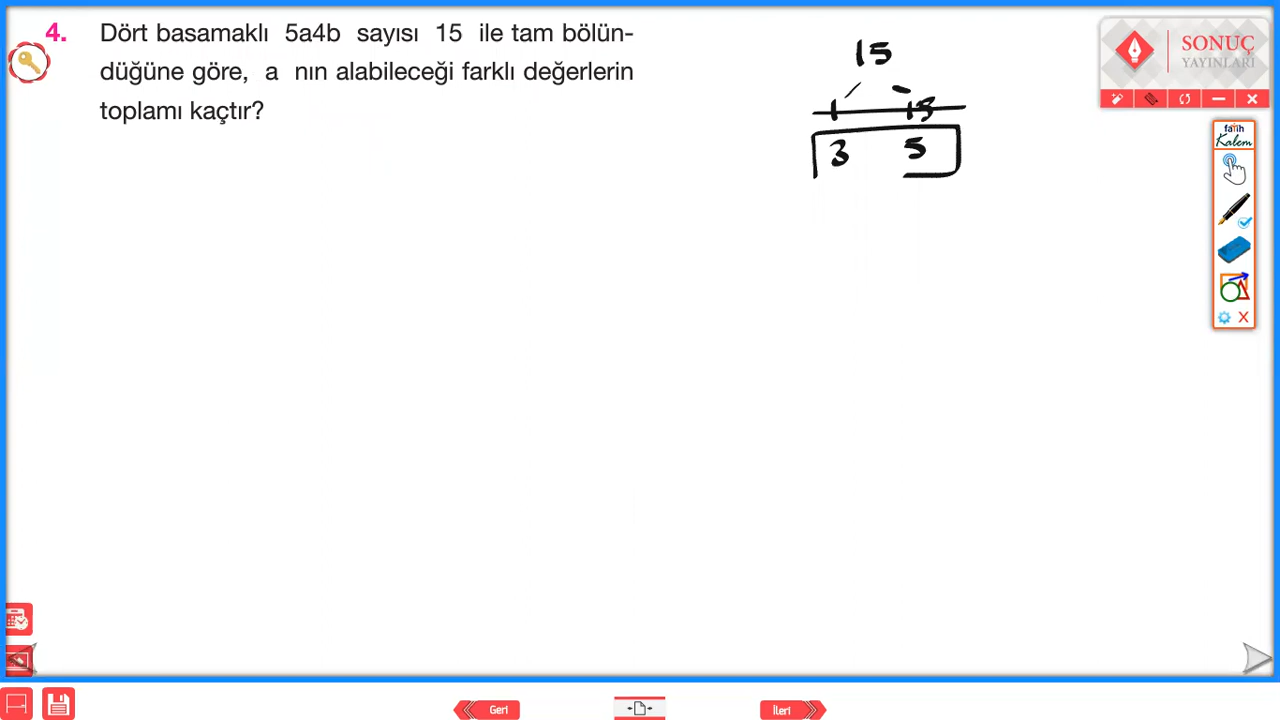 4. Dört basamaklı 5a4b sayısı 15 ile tam bölün-
düğüne göre, a nın alabileceği farklı değerlerin
toplamı kaçtır?
15
1 15
3 5
SONUÇ
YAYINLARI
fatih
Kalem
Geri
İleri